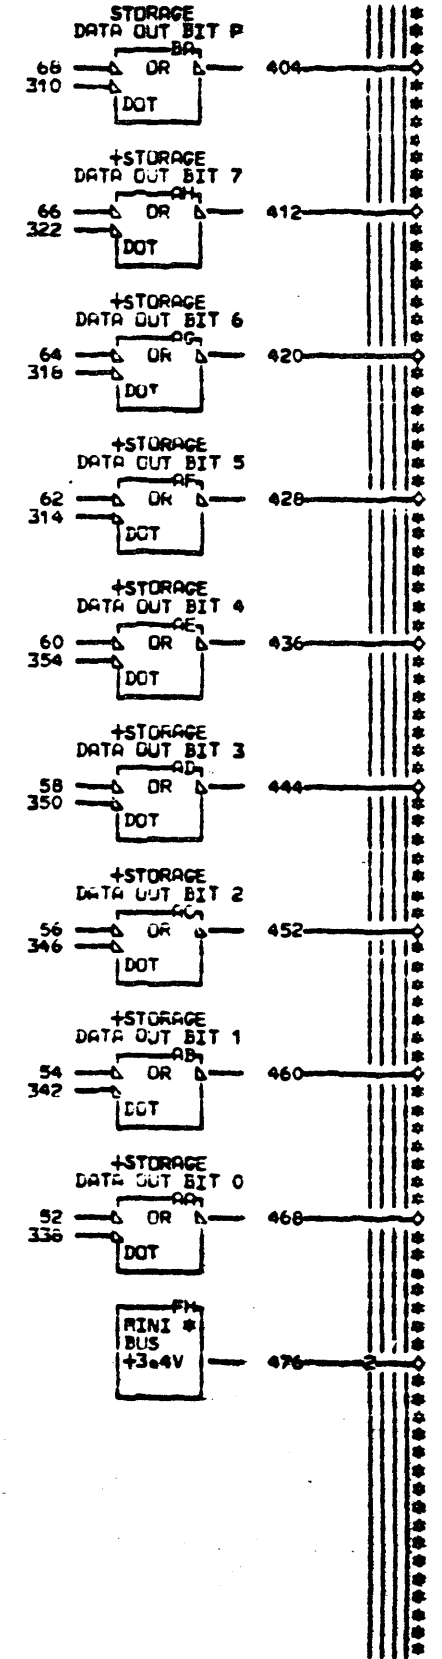 STORAGE
DATA OUT BIT P
BA
68 OR 404
310
DOT
+STORAGE
DATA OUT BIT 7
AH
66 OR 412
322
DOT
+STORAGE
DATA OUT BIT 6
AG
64 OR 420
318
DOT
+STORAGE
DATA OUT BIT 5
AF
62 OR 428
314
DOT
+STORAGE
DATA OUT BIT 4
AE
60 OR 436
354
DOT
+STORAGE
DATA OUT BIT 3
AD
58 OR 444
350
DOT
+STORAGE
DATA OUT BIT 2
AC
56 OR 452
346
DOT
+STORAGE
DATA OUT BIT 1
AB
54 OR 460
342
DOT
+STORAGE
DATA OUT BIT 0
AA
52 OR 468
338
DOT
FH
MINI *
BUS
+3.4V 476 2